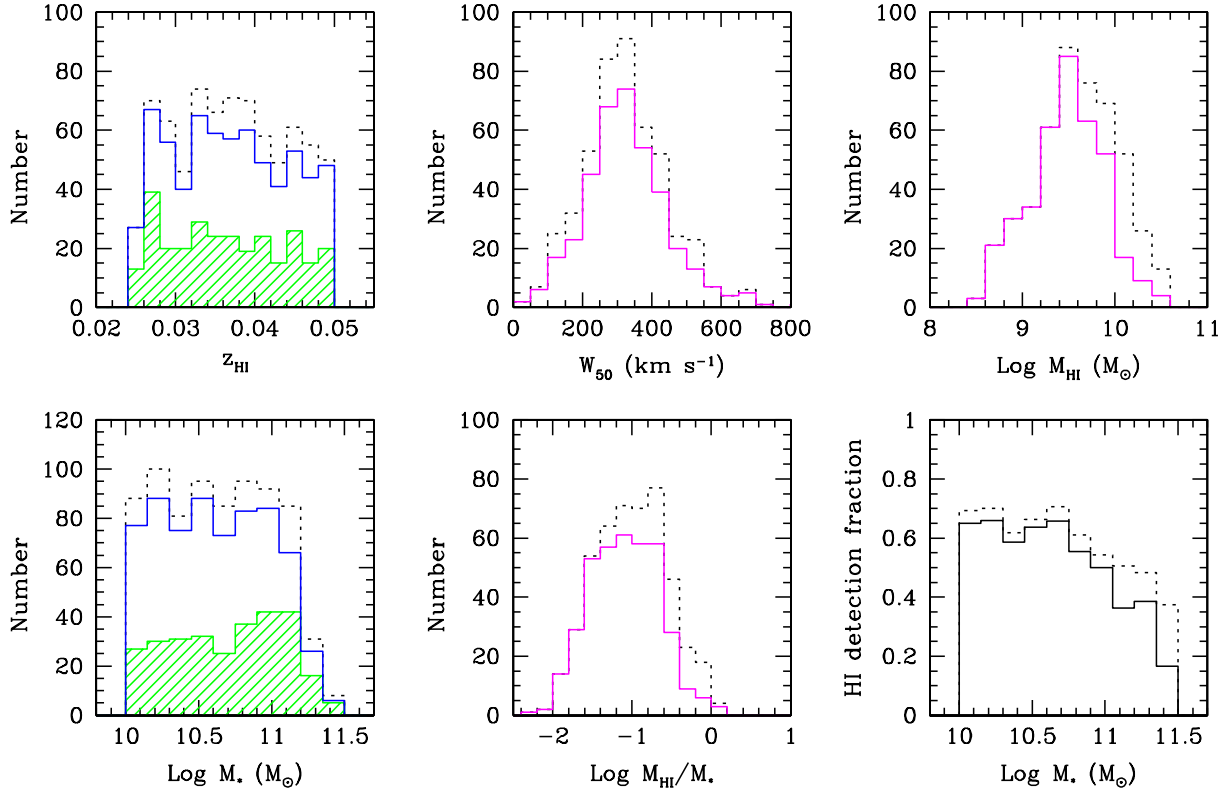 100
80
60
40
20
0
Number
0.02 0.03 0.04 0.05
z_HI
100
80
60
40
20
0
Number
0 200 400 600 800
W_50 (km s^-1)
100
80
60
40
20
0
Number
8 9 10 11
Log M_HI (M_⊙)
120
100
80
60
40
20
0
Number
10 10.5 11 11.5
Log M_* (M_⊙)
100
80
60
40
20
0
Number
-2 -1 0 1
Log M_HI/M_*
1
0.8
0.6
0.4
0.2
0
HI detection fraction
10 10.5 11 11.5
Log M_* (M_⊙)